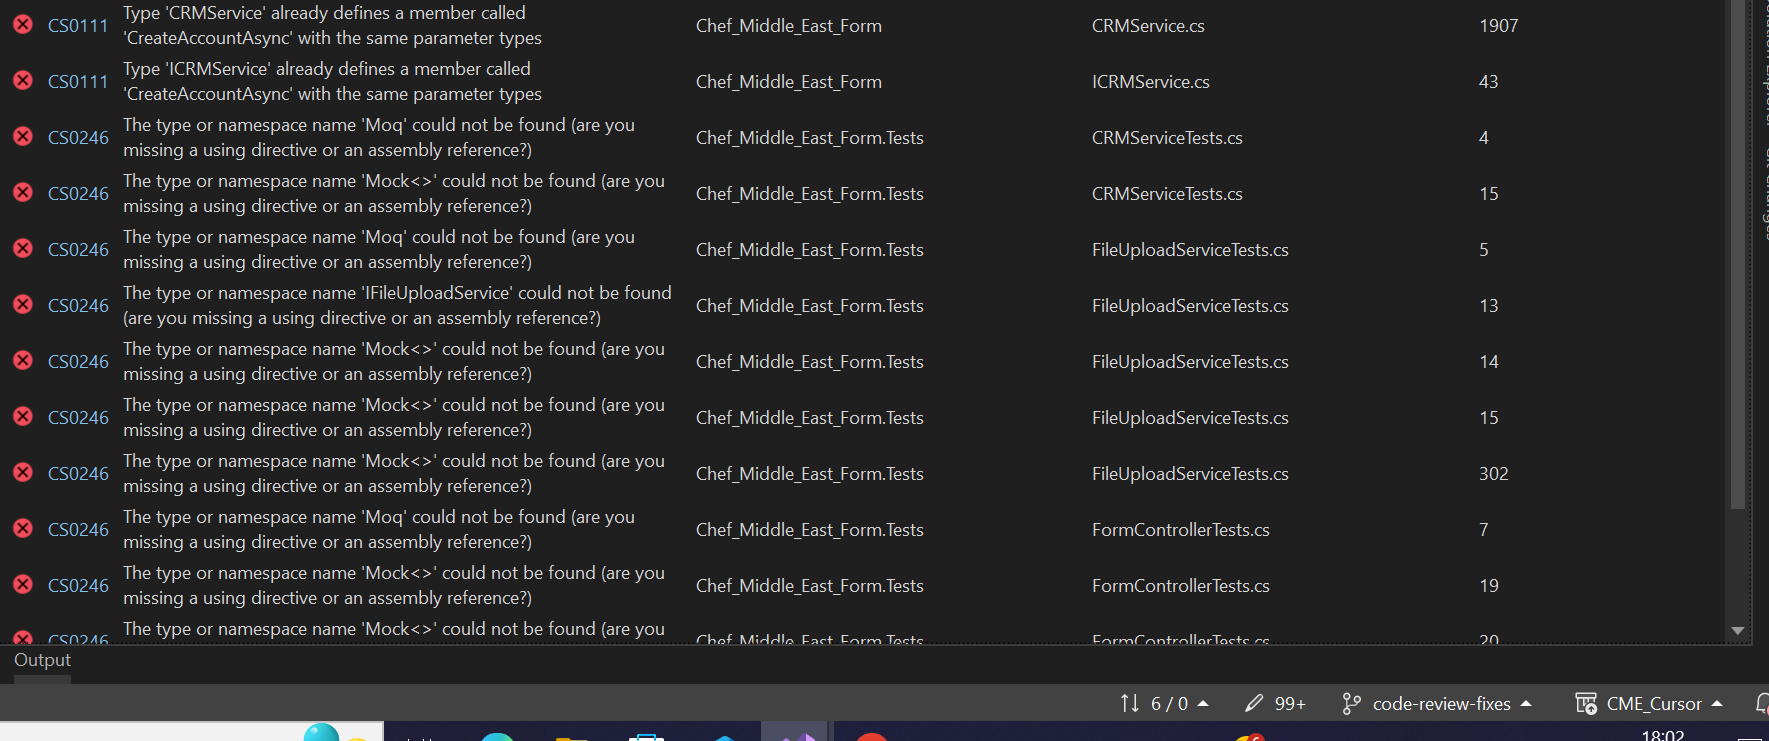 CS0111 Type 'CRMService' already defines a member called 'CreateAccountAsync' with the same parameter types Chef_Middle_East_Form CRMService.cs 1907
CS0111 Type 'ICRMService' already defines a member called 'CreateAccountAsync' with the same parameter types Chef_Middle_East_Form ICRMService.cs 43
CS0246 The type or namespace name 'Moq' could not be found (are you missing a using directive or an assembly reference?) Chef_Middle_East_Form.Tests CRMServiceTests.cs 4
CS0246 The type or namespace name 'Mock<>' could not be found (are you missing a using directive or an assembly reference?) Chef_Middle_East_Form.Tests CRMServiceTests.cs 15
CS0246 The type or namespace name 'Moq' could not be found (are you missing a using directive or an assembly reference?) Chef_Middle_East_Form.Tests FileUploadServiceTests.cs 5
CS0246 The type or namespace name 'IFileUploadService' could not be found (are you missing a using directive or an assembly reference?) Chef_Middle_East_Form.Tests FileUploadServiceTests.cs 13
CS0246 The type or namespace name 'Mock<>' could not be found (are you missing a using directive or an assembly reference?) Chef_Middle_East_Form.Tests FileUploadServiceTests.cs 14
CS0246 The type or namespace name 'Mock<>' could not be found (are you missing a using directive or an assembly reference?) Chef_Middle_East_Form.Tests FileUploadServiceTests.cs 15
CS0246 The type or namespace name 'Mock<>' could not be found (are you missing a using directive or an assembly reference?) Chef_Middle_East_Form.Tests FileUploadServiceTests.cs 302
CS0246 The type or namespace name 'Moq' could not be found (are you missing a using directive or an assembly reference?) Chef_Middle_East_Form.Tests FormControllerTests.cs 7
CS0246 The type or namespace name 'Mock<>' could not be found (are you missing a using directive or an assembly reference?) Chef_Middle_East_Form.Tests FormControllerTests.cs 19
CS0246 The type or namespace name 'Mock<>' could not be found (are you Chef_Middle_East_Form.Tests FormControllerTests.cs 20
Output
6 / 0 99+ code-review-fixes CME_Cursor
18:02